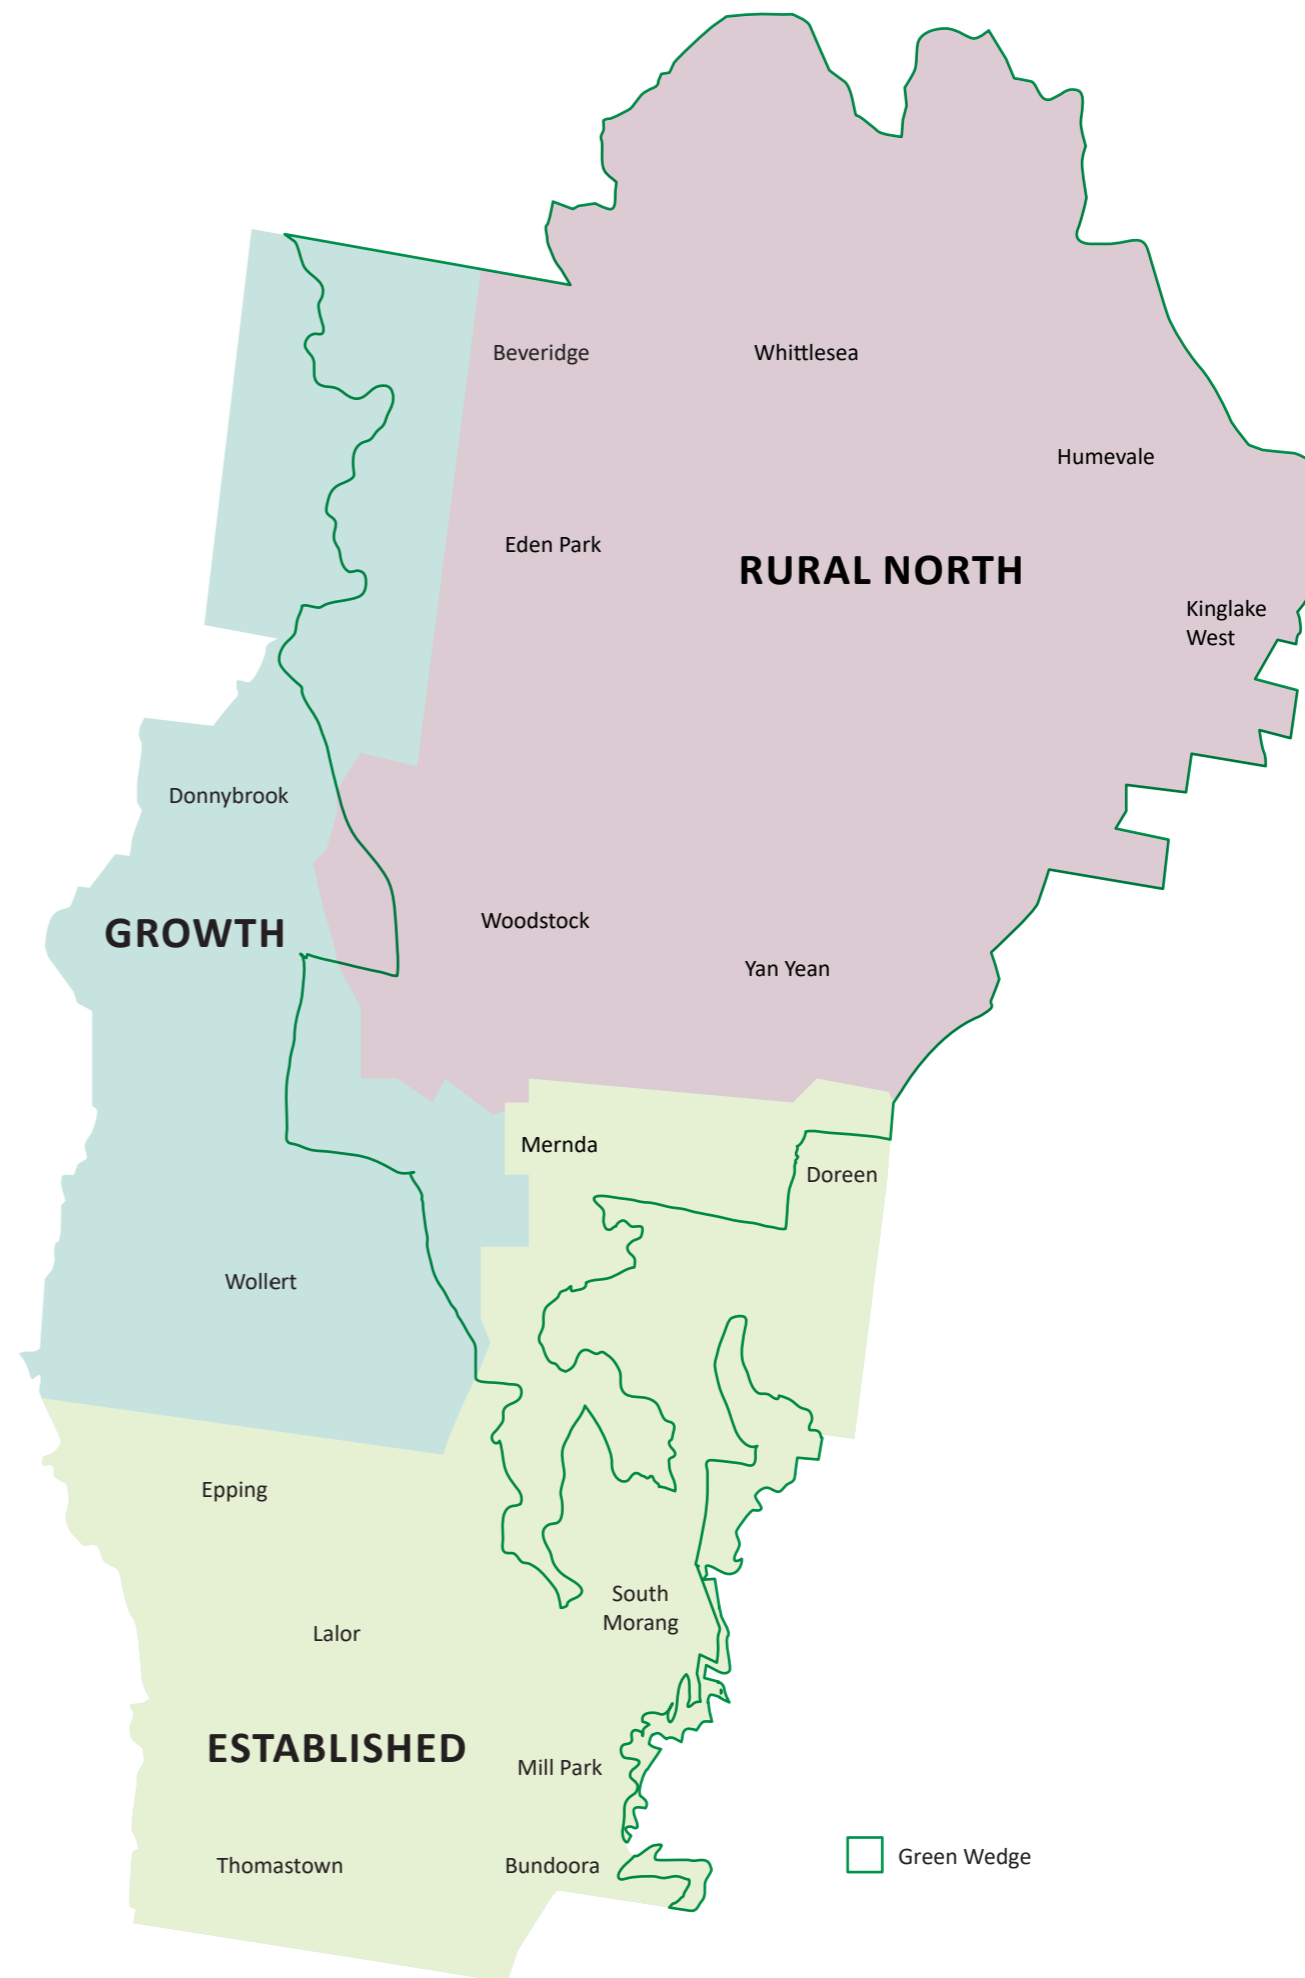 Beveridge
Whittlesea
Humevale
Eden Park
RURAL NORTH
Kinglake
West
Donnybrook
GROWTH
Woodstock
Yan Yean
Mernda
Doreen
Wollert
Epping
South
Morang
Lalor
ESTABLISHED
Mill Park
Thomastown
Bundoora
Green Wedge